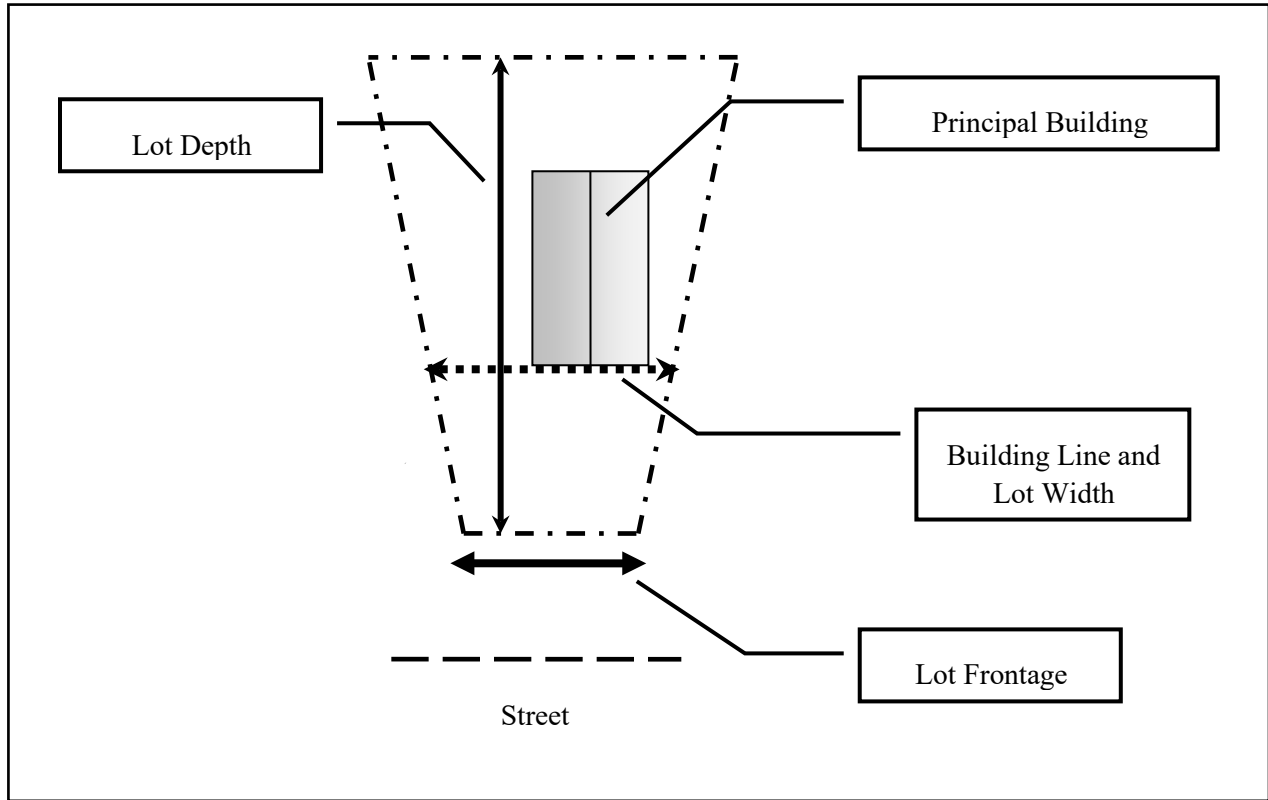 Principal Building
Lot Depth
Building Line and
Lot Width
Lot Frontage
Street